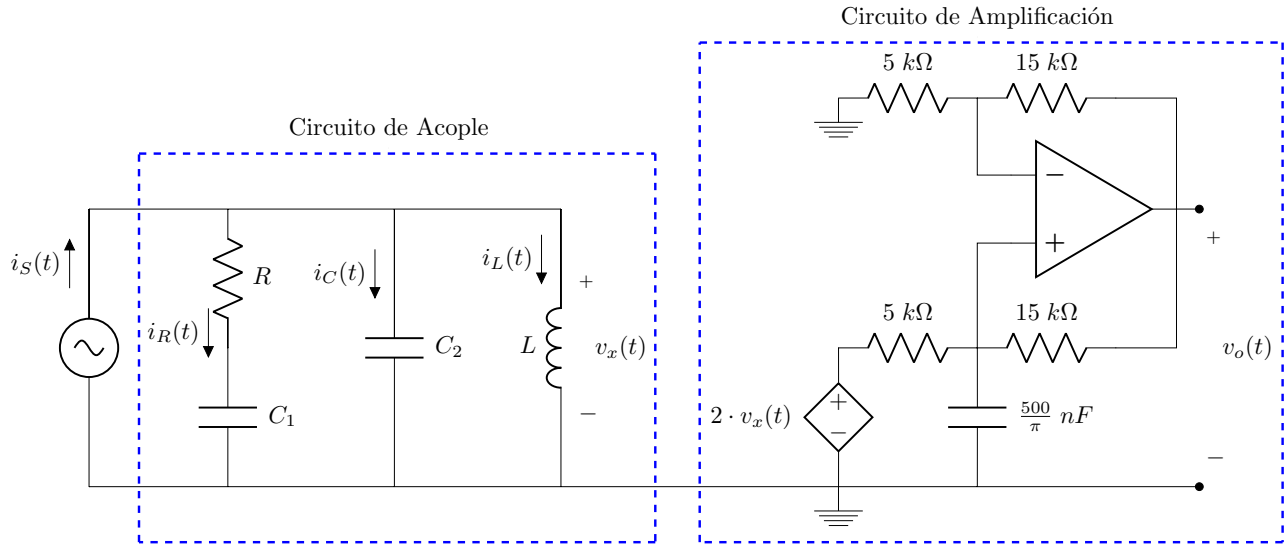 Circuito de Amplificación
5 kΩ
15 kΩ
Circuito de Acople
−
+
+
i_S(t)
R
i_R(t)
C_1
i_C(t)
C_2
i_L(t)
+
L
v_x(t)
−
5 kΩ
15 kΩ
v_o(t)
2 · v_x(t)
+
−
500/π nF
−